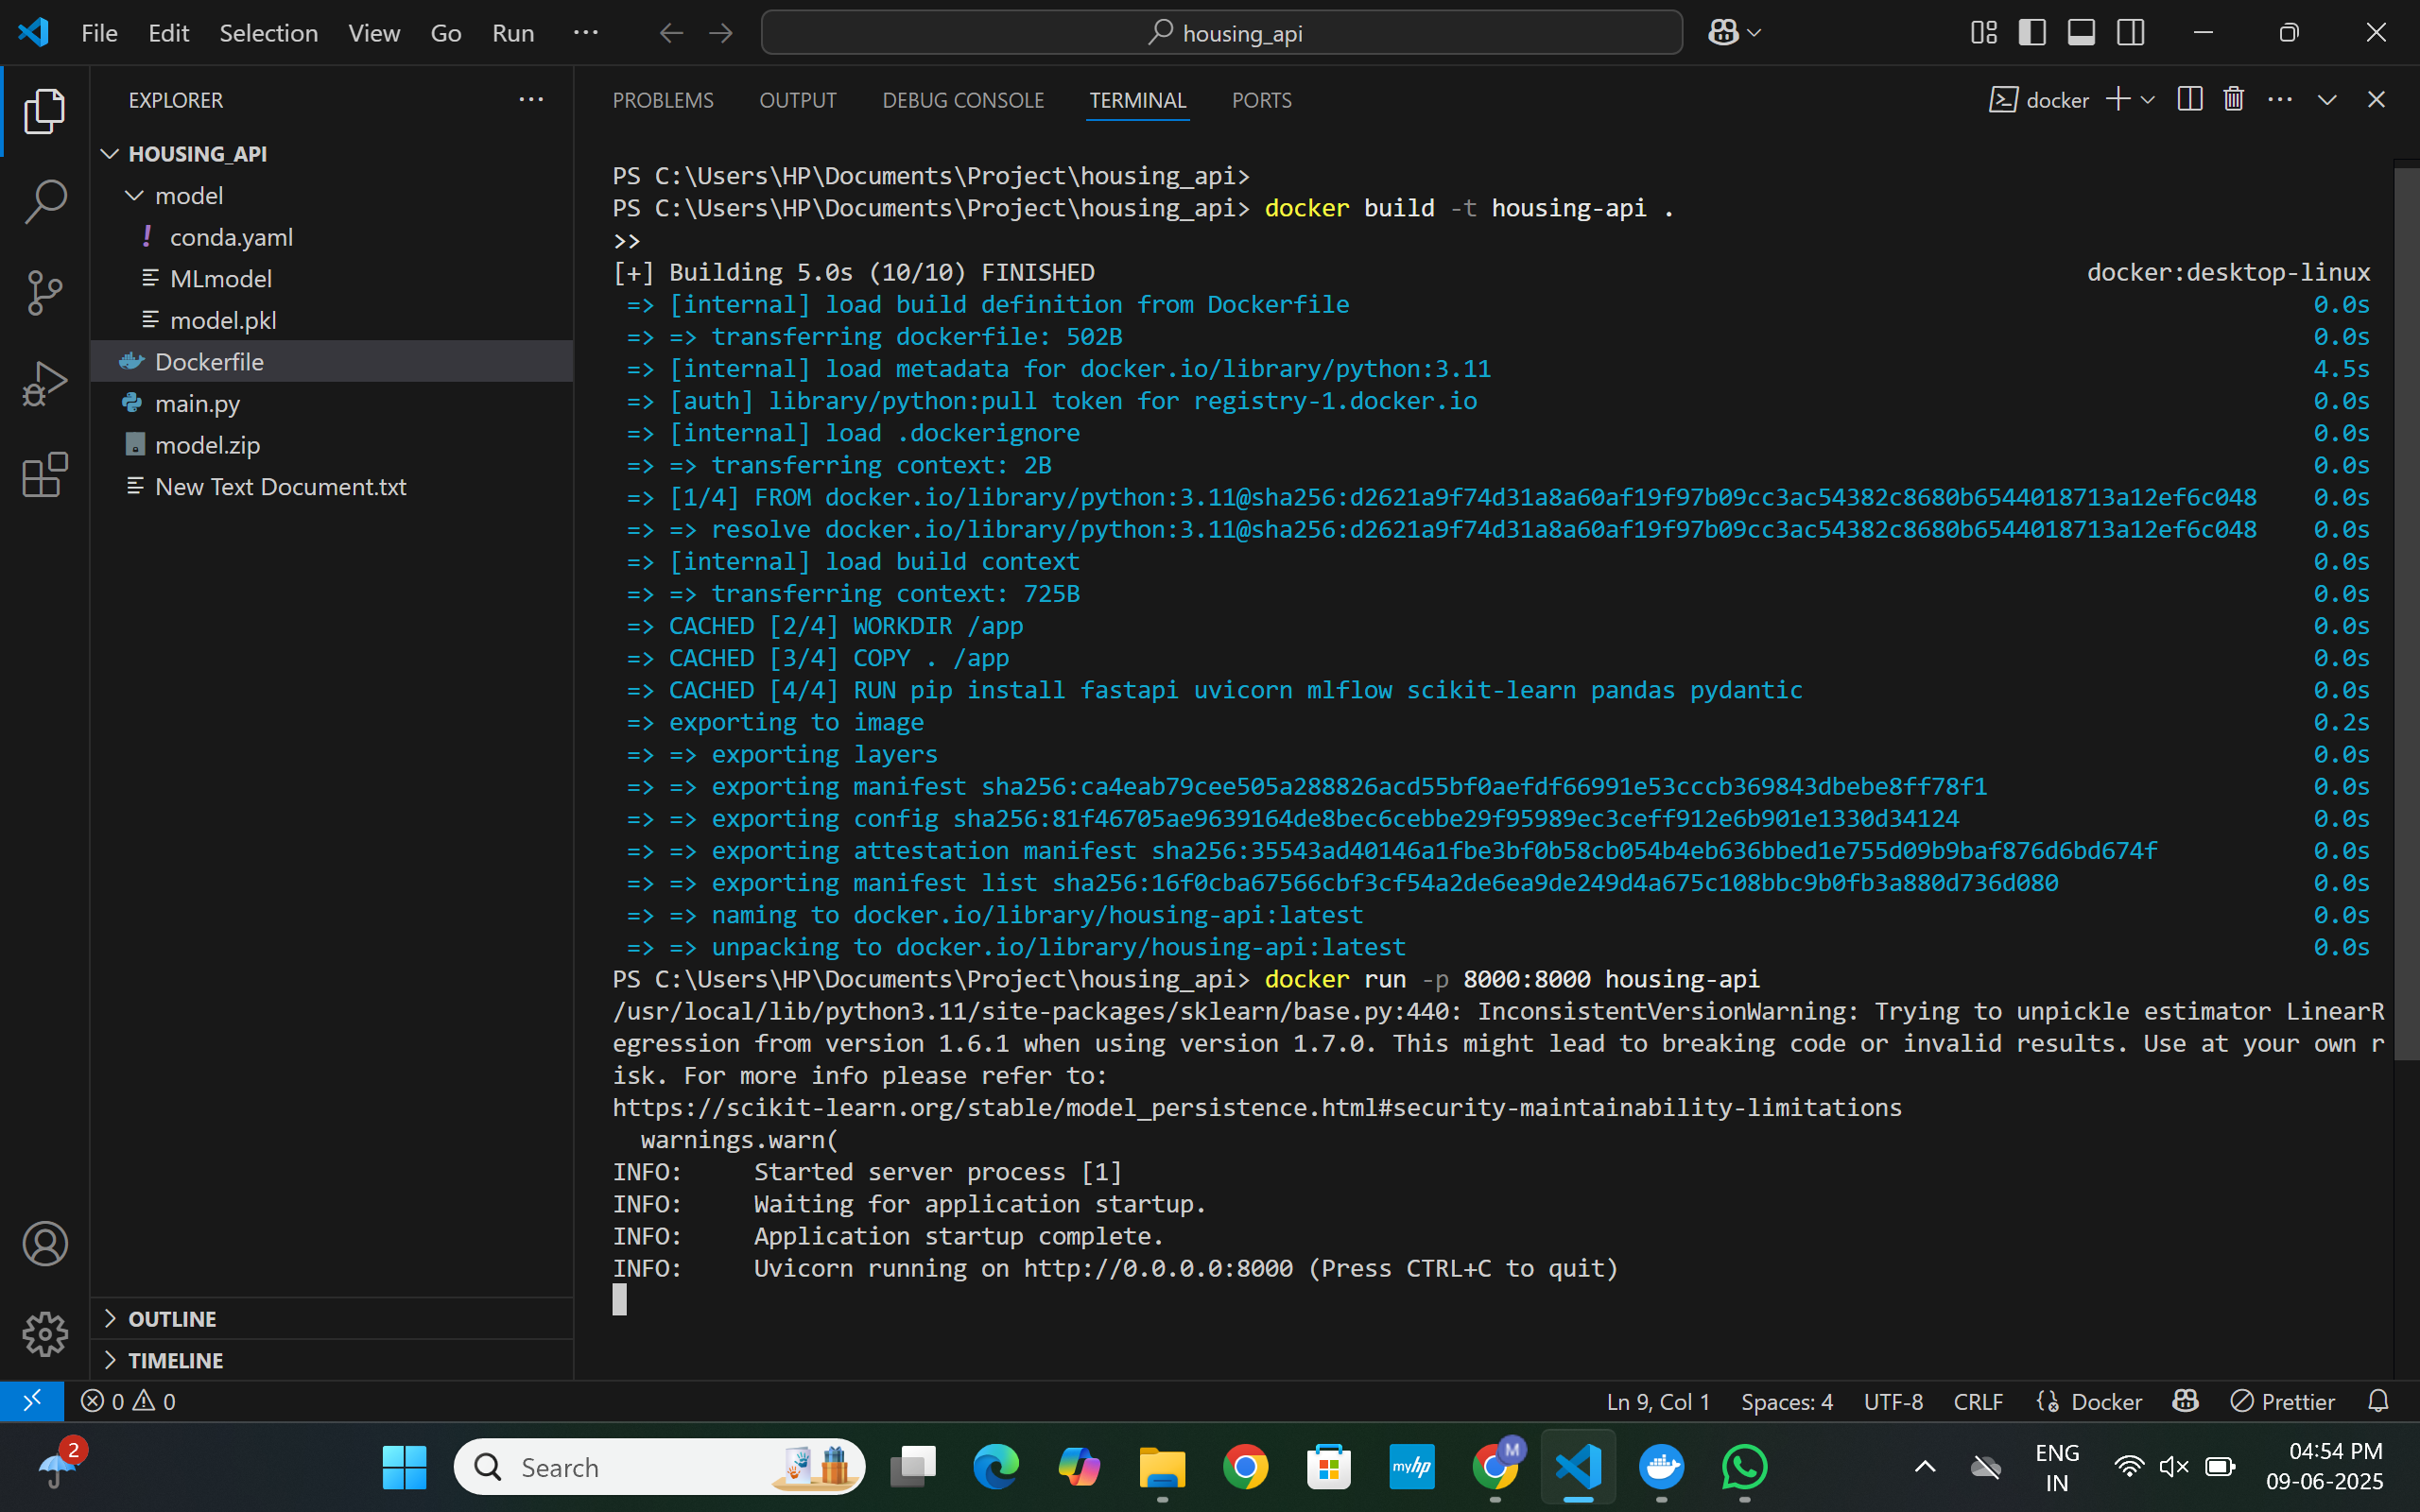 File Edit Selection View Go Run ··· housing_api
EXPLORER ···
PROBLEMS OUTPUT DEBUG CONSOLE TERMINAL PORTS docker
HOUSING_API
model
conda.yaml
MLmodel
model.pkl
Dockerfile
main.py
model.zip
New Text Document.txt
OUTLINE
TIMELINE
PS C:\Users\HP\Documents\Project\housing_api>
PS C:\Users\HP\Documents\Project\housing_api> docker build -t housing-api .
>>
[+] Building 5.0s (10/10) FINISHED docker:desktop-linux
=> [internal] load build definition from Dockerfile 0.0s
=> => transferring dockerfile: 502B 0.0s
=> [internal] load metadata for docker.io/library/python:3.11 4.5s
=> [auth] library/python:pull token for registry-1.docker.io 0.0s
=> [internal] load .dockerignore 0.0s
=> => transferring context: 2B 0.0s
=> [1/4] FROM docker.io/library/python:3.11@sha256:d2621a9f74d31a8a60af19f97b09cc3ac54382c8680b6544018713a12ef6c048 0.0s
=> => resolve docker.io/library/python:3.11@sha256:d2621a9f74d31a8a60af19f97b09cc3ac54382c8680b6544018713a12ef6c048 0.0s
=> [internal] load build context 0.0s
=> => transferring context: 725B 0.0s
=> CACHED [2/4] WORKDIR /app 0.0s
=> CACHED [3/4] COPY . /app 0.0s
=> CACHED [4/4] RUN pip install fastapi uvicorn mlflow scikit-learn pandas pydantic 0.0s
=> exporting to image 0.2s
=> => exporting layers 0.0s
=> => exporting manifest sha256:ca4eab79cee505a288826acd55bf0aefdf66991e53cccb369843dbebe8ff78f1 0.0s
=> => exporting config sha256:81f46705ae9639164de8bec6cebbe29f95989ec3ceff912e6b901e1330d34124 0.0s
=> => exporting attestation manifest sha256:35543ad40146a1fbe3bf0b58cb054b4eb636bbed1e755d09b9baf876d6bd674f 0.0s
=> => exporting manifest list sha256:16f0cba67566cbf3cf54a2de6ea9de249d4a675c108bbc9b0fb3a880d736d080 0.0s
=> => naming to docker.io/library/housing-api:latest 0.0s
=> => unpacking to docker.io/library/housing-api:latest 0.0s
PS C:\Users\HP\Documents\Project\housing_api> docker run -p 8000:8000 housing-api
/usr/local/lib/python3.11/site-packages/sklearn/base.py:440: InconsistentVersionWarning: Trying to unpickle estimator LinearR
egression from version 1.6.1 when using version 1.7.0. This might lead to breaking code or invalid results. Use at your own r
isk. For more info please refer to:
https://scikit-learn.org/stable/model_persistence.html#security-maintainability-limitations
warnings.warn(
INFO: Started server process [1]
INFO: Waiting for application startup.
INFO: Application startup complete.
INFO: Uvicorn running on http://0.0.0.0:8000 (Press CTRL+C to quit)
0 0 Ln 9, Col 1 Spaces: 4 UTF-8 CRLF Docker Prettier
2 Search myhp M ENG
IN
04:54 PM
09-06-2025